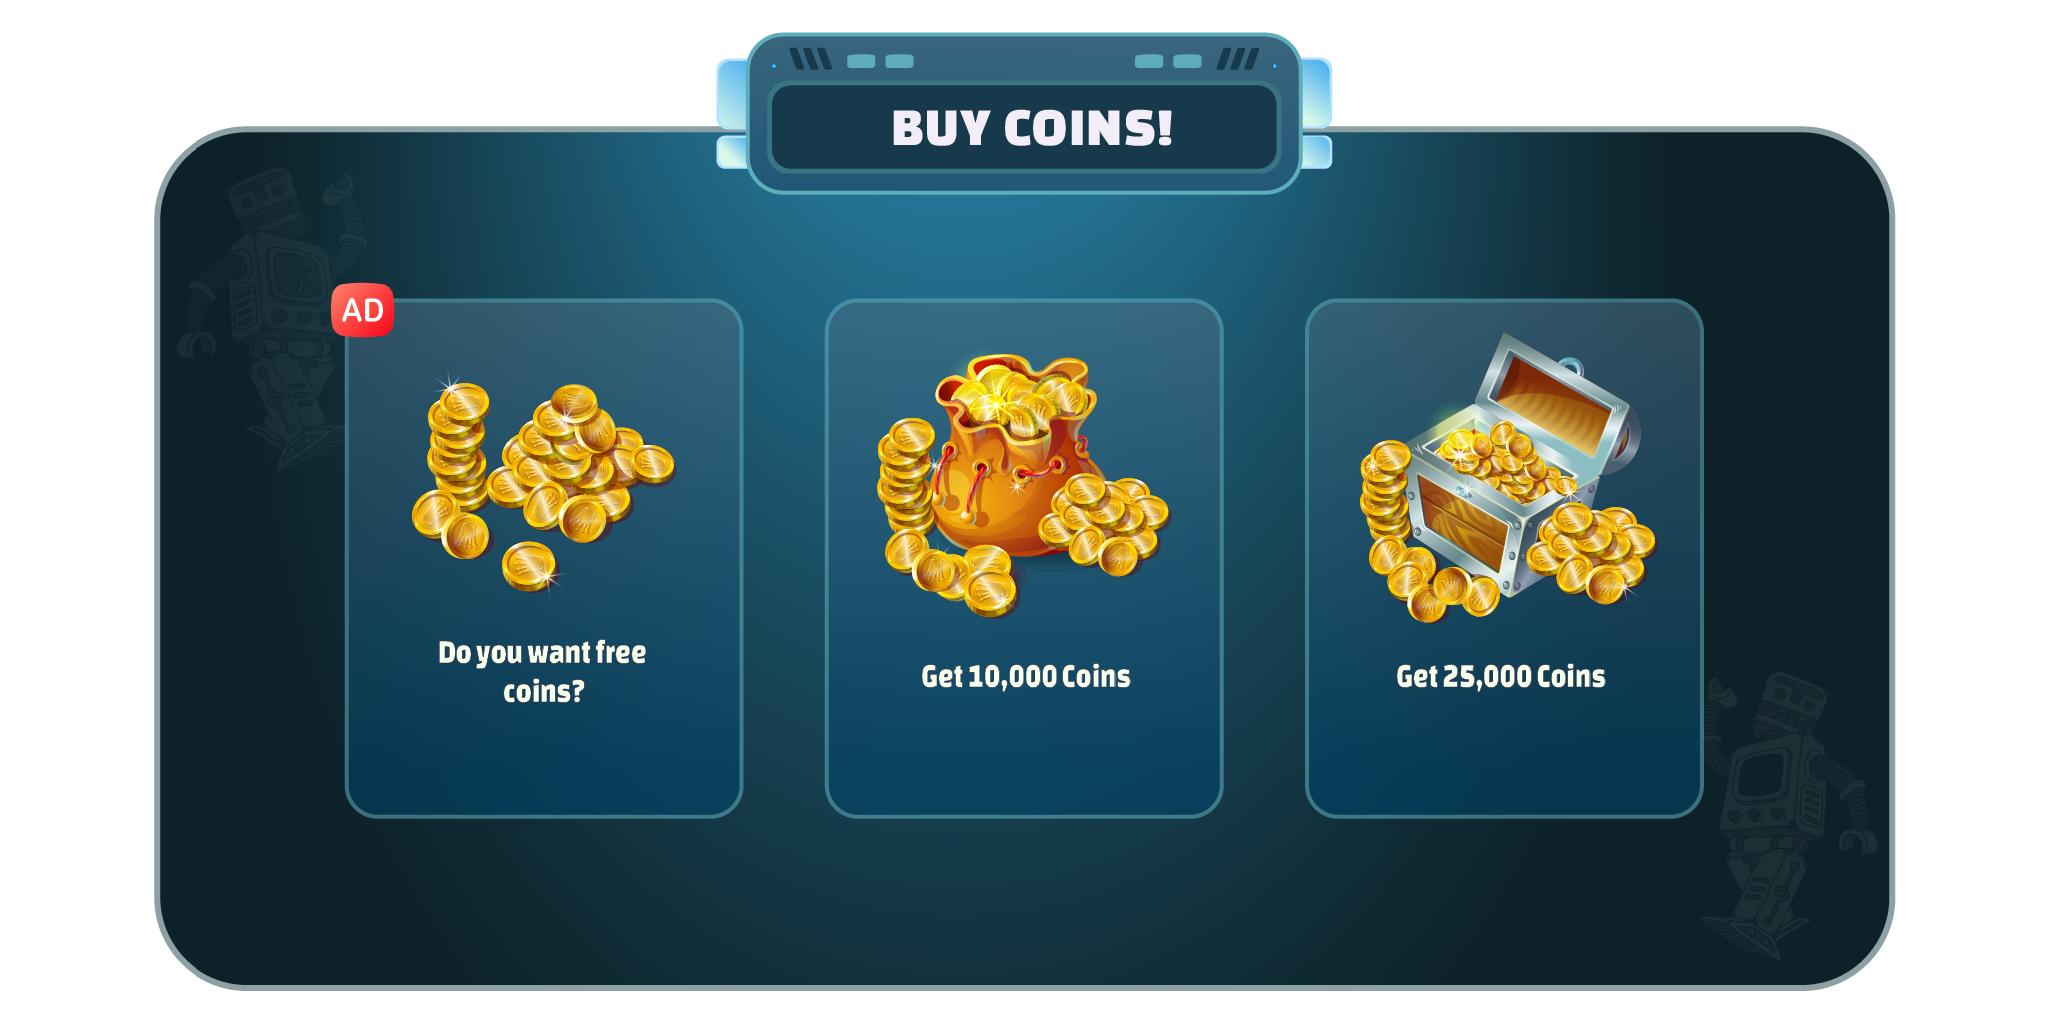 BUY COINS!
AD
Do you want free
coins?
Get 10,000 Coins
Get 25,000 Coins